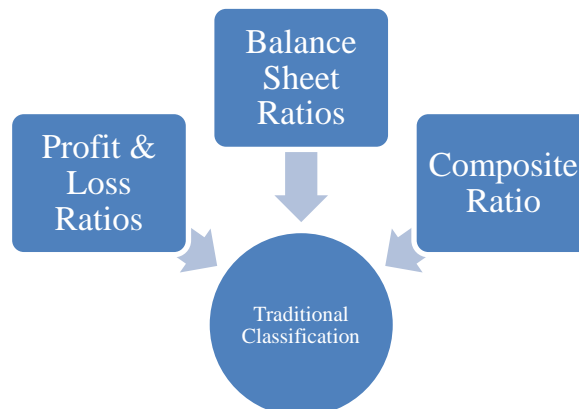 Balance
Sheet
Ratios
Profit &
Loss
Ratios
Composite
Ratio
Traditional
Classification